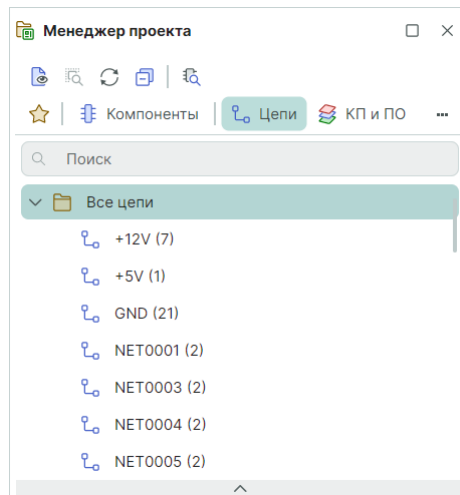 Менеджер проекта
Компоненты Цепи КП и ПО
Поиск
Все цепи
+12V (7)
+5V (1)
GND (21)
NET0001 (2)
NET0003 (2)
NET0004 (2)
NET0005 (2)